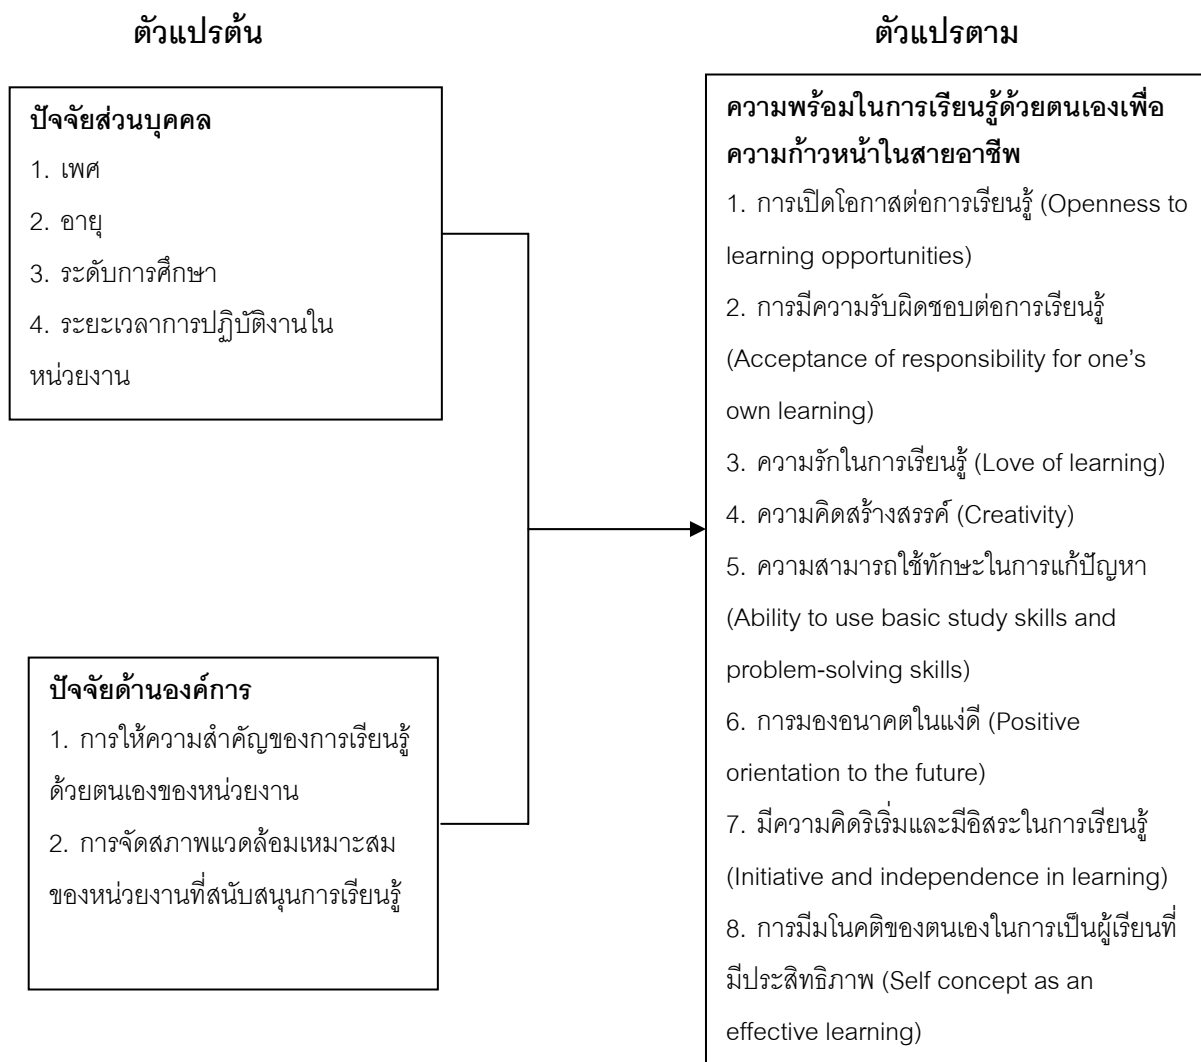 ตัวแปรต้น
ตัวแปรตาม
ปัจจัยส่วนบุคคล
1. เพศ
2. อายุ
3. ระดับการศึกษา
4. ระยะเวลาการปฏิบัติงานใน
หน่วยงาน
ปัจจัยด้านองค์การ
1. การให้ความสำคัญของการเรียนรู้
ด้วยตนเองของหน่วยงาน
2. การจัดสภาพแวดล้อมเหมาะสม
ของหน่วยงานที่สนับสนุนการเรียนรู้
ความพร้อมในการเรียนรู้ด้วยตนเองเพื่อ
ความก้าวหน้าในสายอาชีพ
1. การเปิดโอกาสต่อการเรียนรู้ (Openness to
learning opportunities)
2. การมีความรับผิดชอบต่อการเรียนรู้
(Acceptance of responsibility for one’s
own learning)
3. ความรักในการเรียนรู้ (Love of learning)
4. ความคิดสร้างสรรค์ (Creativity)
5. ความสามารถใช้ทักษะในการแก้ปัญหา
(Ability to use basic study skills and
problem-solving skills)
6. การมองอนาคตในแง่ดี (Positive
orientation to the future)
7. มีความคิดริเริ่มและมีอิสระในการเรียนรู้
(Initiative and independence in learning)
8. การมีมโนคติของตนเองในการเป็นผู้เรียนที่
มีประสิทธิภาพ (Self concept as an
effective learning)